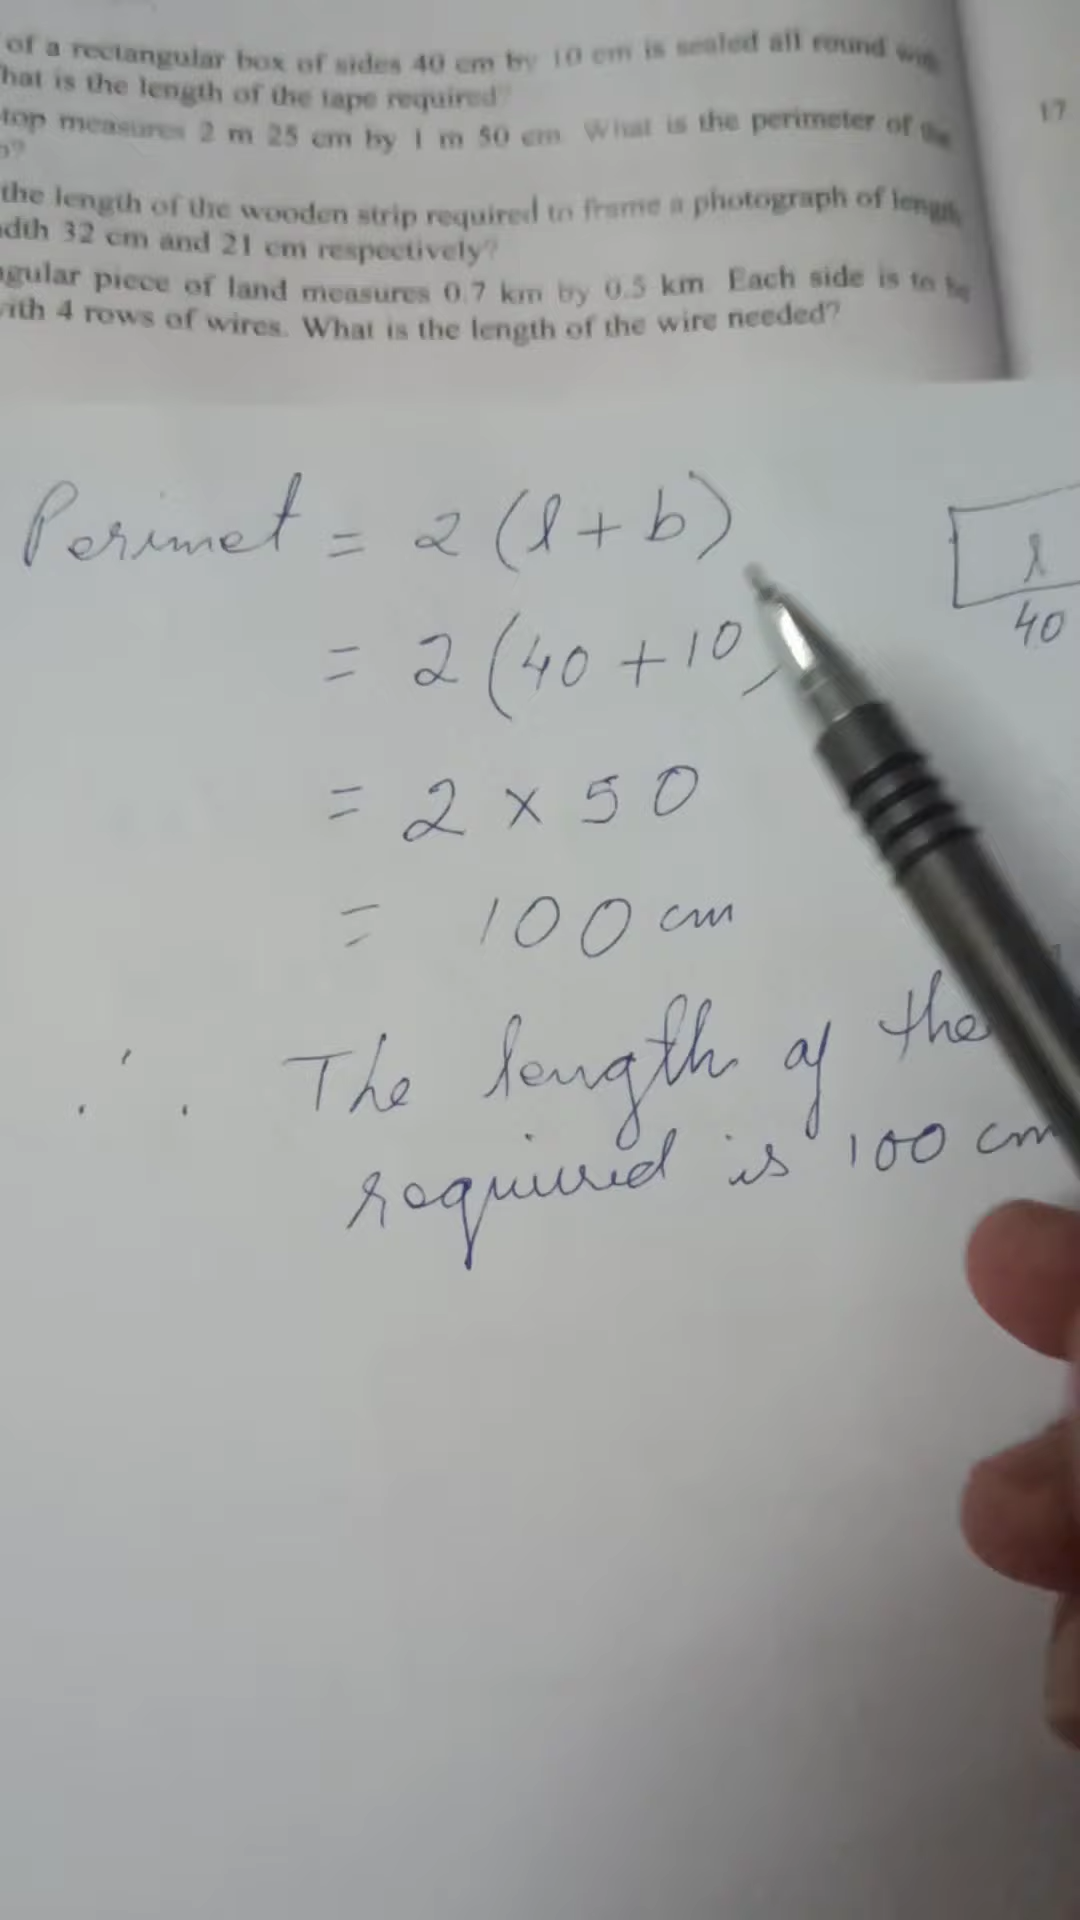 of a rectangular box of sides 40 cm by 10 cm is sealed all round
hat is the length of the tape required?
top measures 2 m 25 cm by 1 m 50 cm. What is the perimeter of the
17
the length of the wooden strip required to frame a photograph of length
dth 32 cm and 21 cm respectively?
gular piece of land measures 0.7 km by 0.5 km. Each side is to be
ith 4 rows of wires. What is the length of the wire needed?
Perimet = 2 (l + b)
l
40
= 2 (40 + 10)
= 2 × 50
= 100 cm
∴ The length of the
required is 100 cm